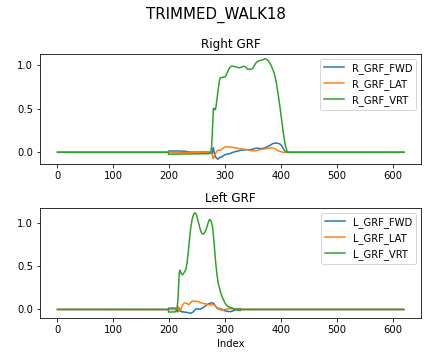 TRIMMED_WALK18
Right GRF
R_GRF_FWD
R_GRF_LAT
R_GRF_VRT
1.0
0.5
0.0
0 100 200 300 400 500 600
Left GRF
L_GRF_FWD
L_GRF_LAT
L_GRF_VRT
1.0
0.5
0.0
0 100 200 300 400 500 600
Index